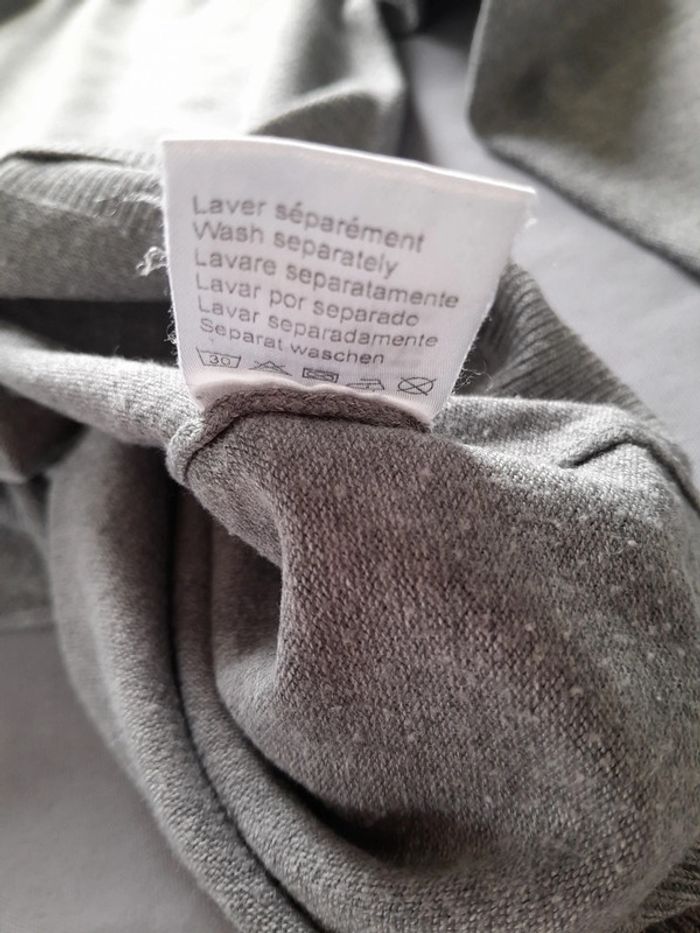 Laver séparément
Wash separately
Lavare separatamente
Lavar por separado
Lavar separadamente
Separat waschen
30